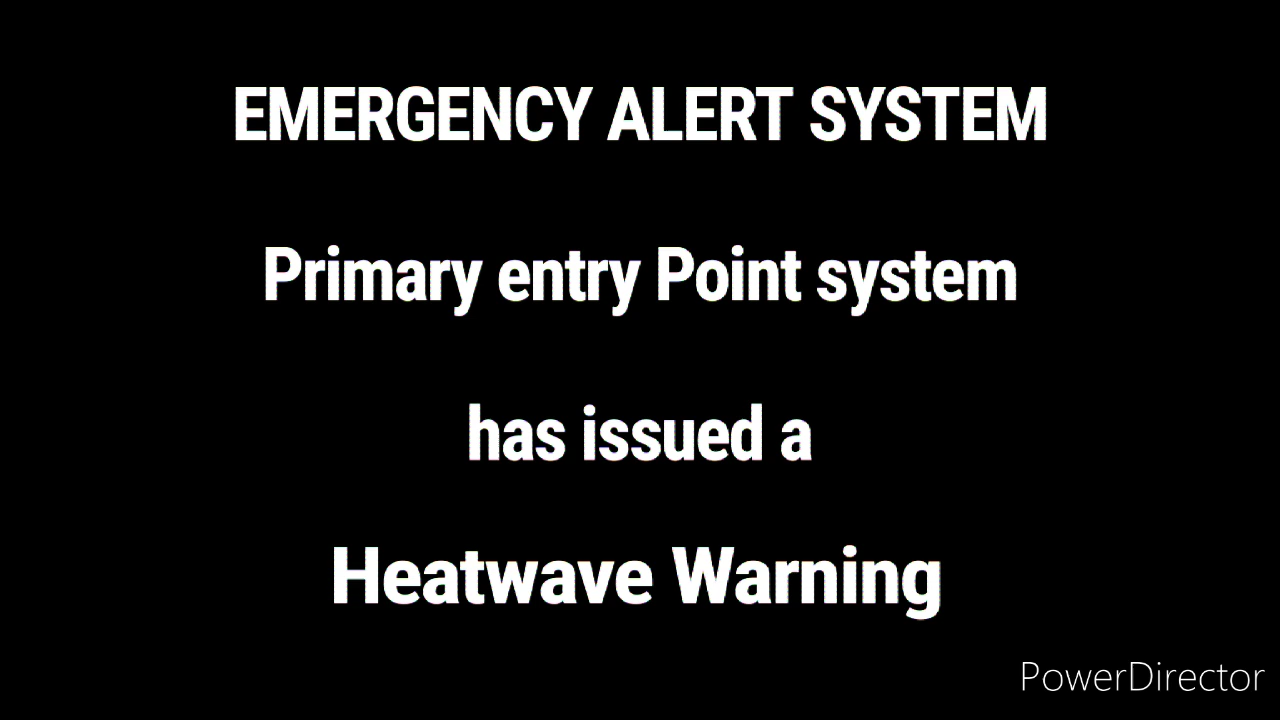 EMERGENCY ALERT SYSTEM
Primary entry Point system
has issued a
Heatwave Warning
PowerDirector